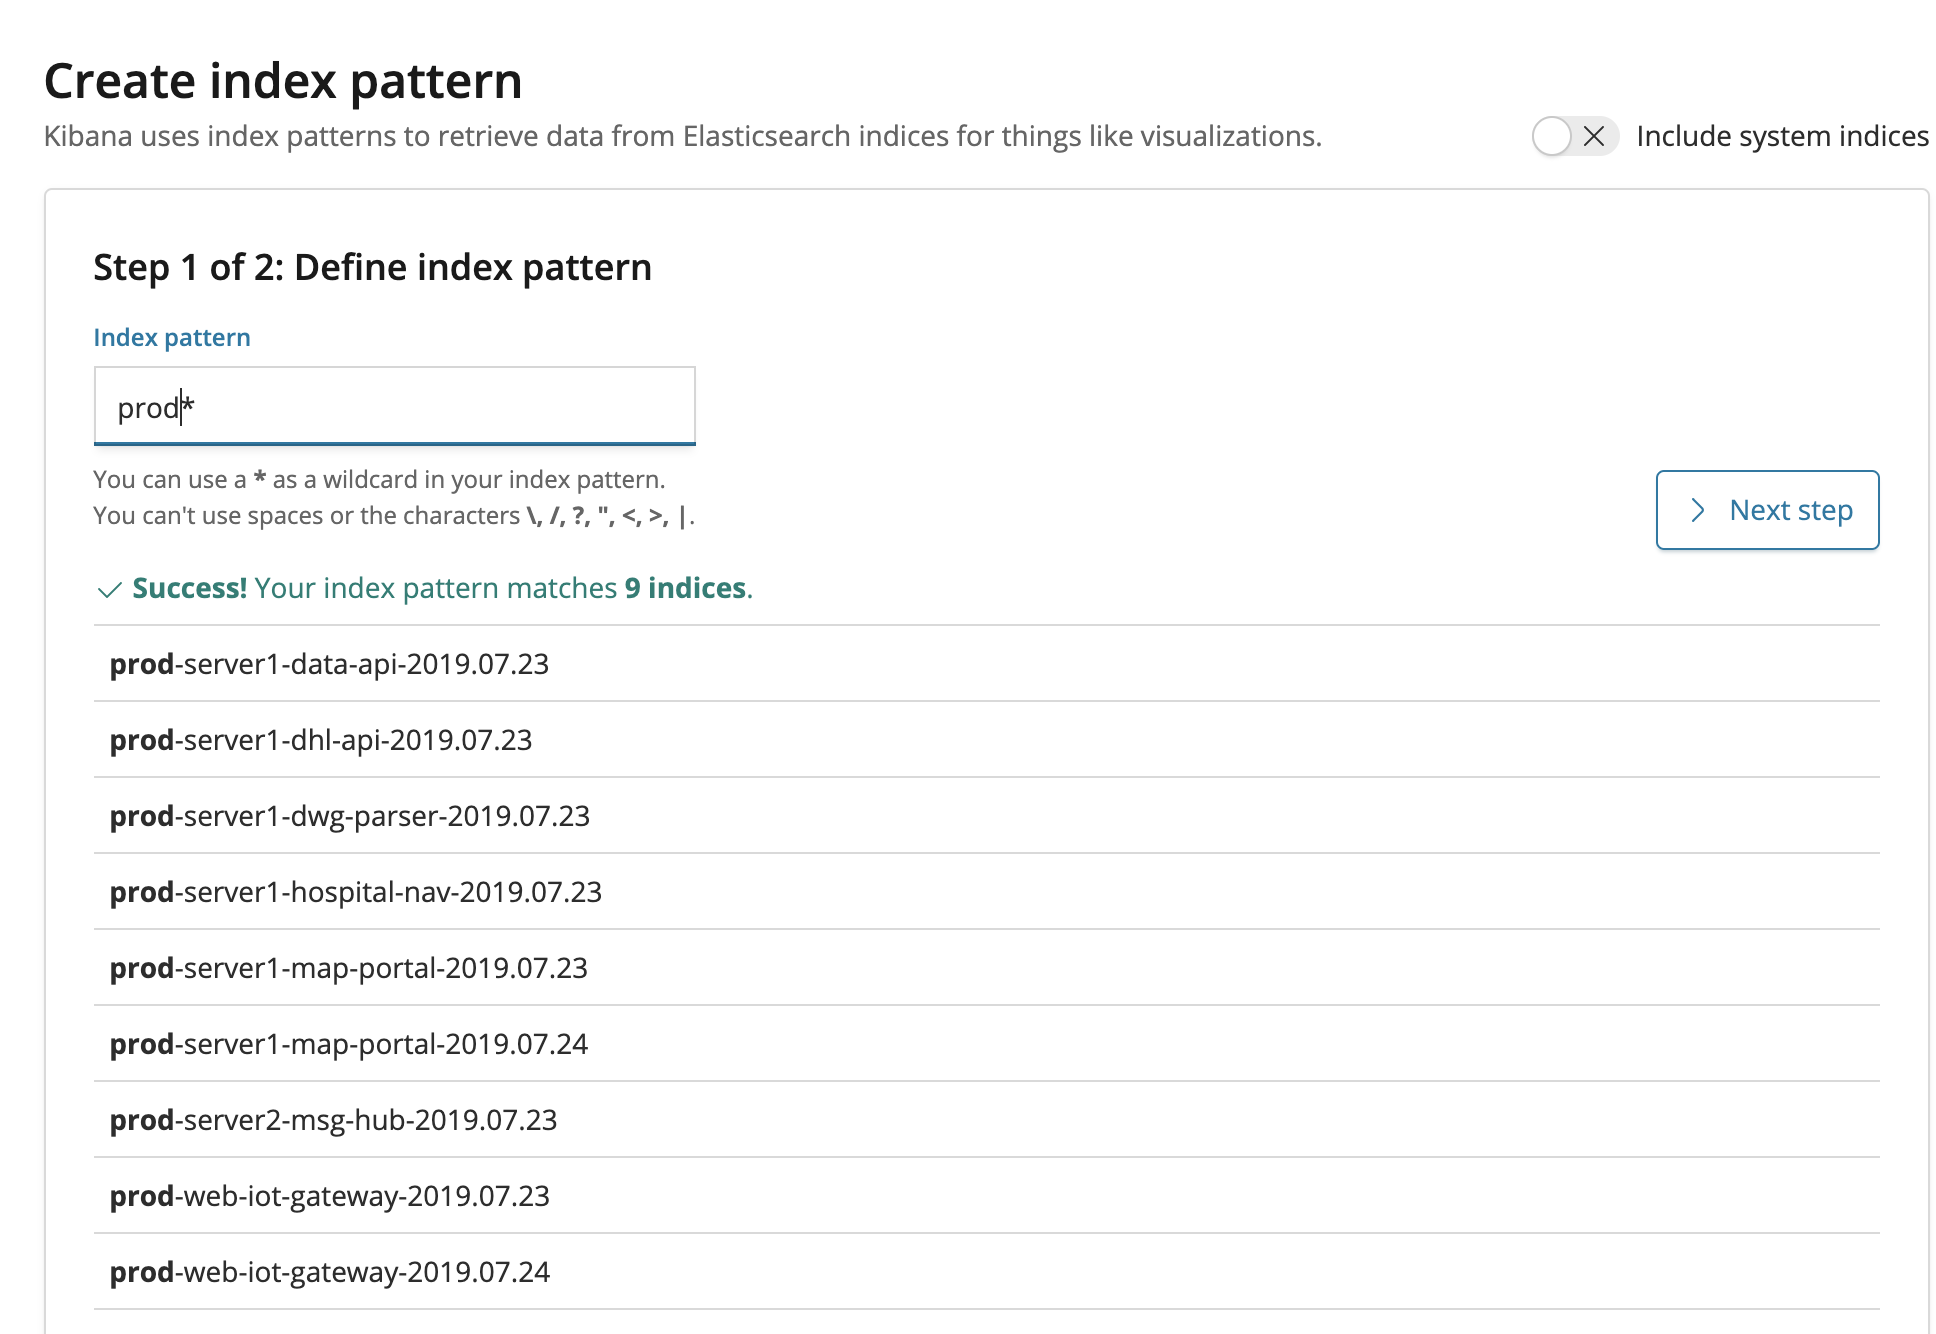 Create index pattern
Kibana uses index patterns to retrieve data from Elasticsearch indices for things like visualizations.
Include system indices
Step 1 of 2: Define index pattern
Index pattern
prod*
You can use a * as a wildcard in your index pattern.
You can't use spaces or the characters \, /, ?, ", <, >, |.
Next step
Success! Your index pattern matches 9 indices.
prod-server1-data-api-2019.07.23
prod-server1-dhl-api-2019.07.23
prod-server1-dwg-parser-2019.07.23
prod-server1-hospital-nav-2019.07.23
prod-server1-map-portal-2019.07.23
prod-server1-map-portal-2019.07.24
prod-server2-msg-hub-2019.07.23
prod-web-iot-gateway-2019.07.23
prod-web-iot-gateway-2019.07.24